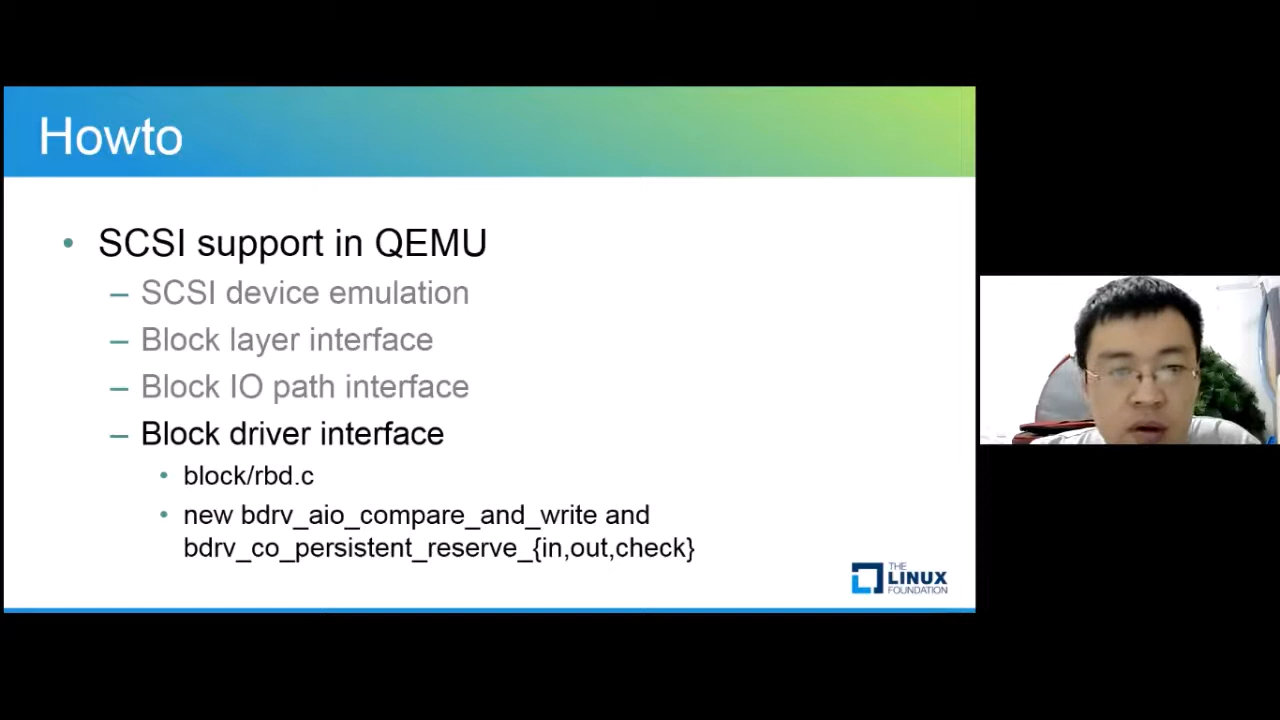 Howto
• SCSI support in QEMU
– SCSI device emulation
– Block layer interface
– Block IO path interface
– Block driver interface
• block/rbd.c
• new bdrv_aio_compare_and_write and
bdrv_co_persistent_reserve_{in,out,check}
THE
LINUX
FOUNDATION